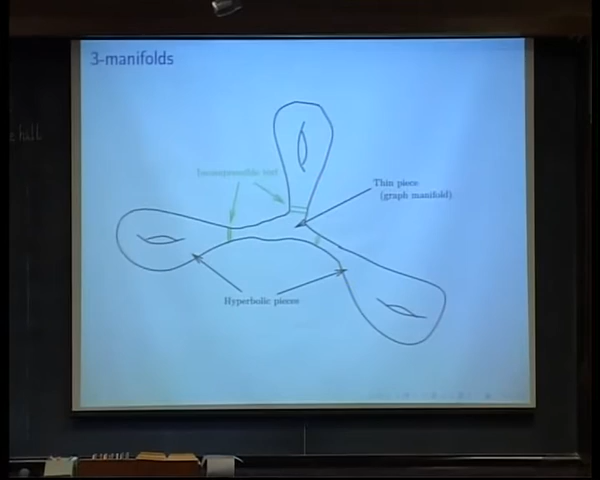 3-manifolds
Incompressible tori
Thin piece
(graph manifold)
Hyperbolic pieces